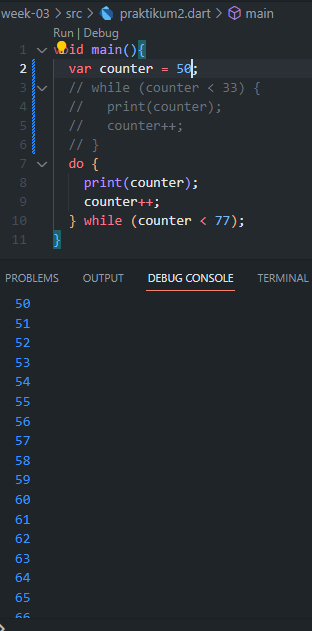 week-03 > src > praktikum2.dart > main
Run | Debug
1 void main(){
2 var counter = 50;
3 // while (counter < 33) {
4 // print(counter);
5 // counter++;
6 // }
7 do {
8 print(counter);
9 counter++;
10 } while (counter < 77);
11 }
PROBLEMS OUTPUT DEBUG CONSOLE TERMINAL
50
51
52
53
54
55
56
57
58
59
60
61
62
63
64
65
66